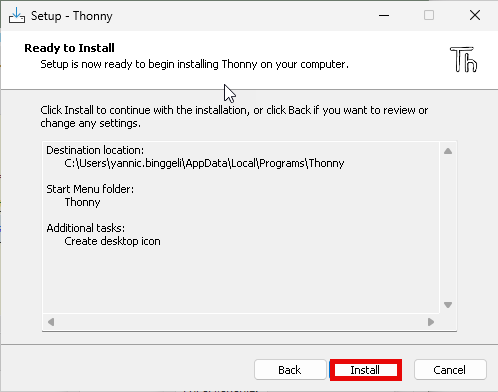 Setup - Thonny
Ready to Install
Setup is now ready to begin installing Thonny on your computer.
Th
Click Install to continue with the installation, or click Back if you want to review or
change any settings.
Destination location:
C:\Users\yannic.binggeli\AppData\Local\Programs\Thonny
Start Menu folder:
Thonny
Additional tasks:
Create desktop icon
Back
Install
Cancel